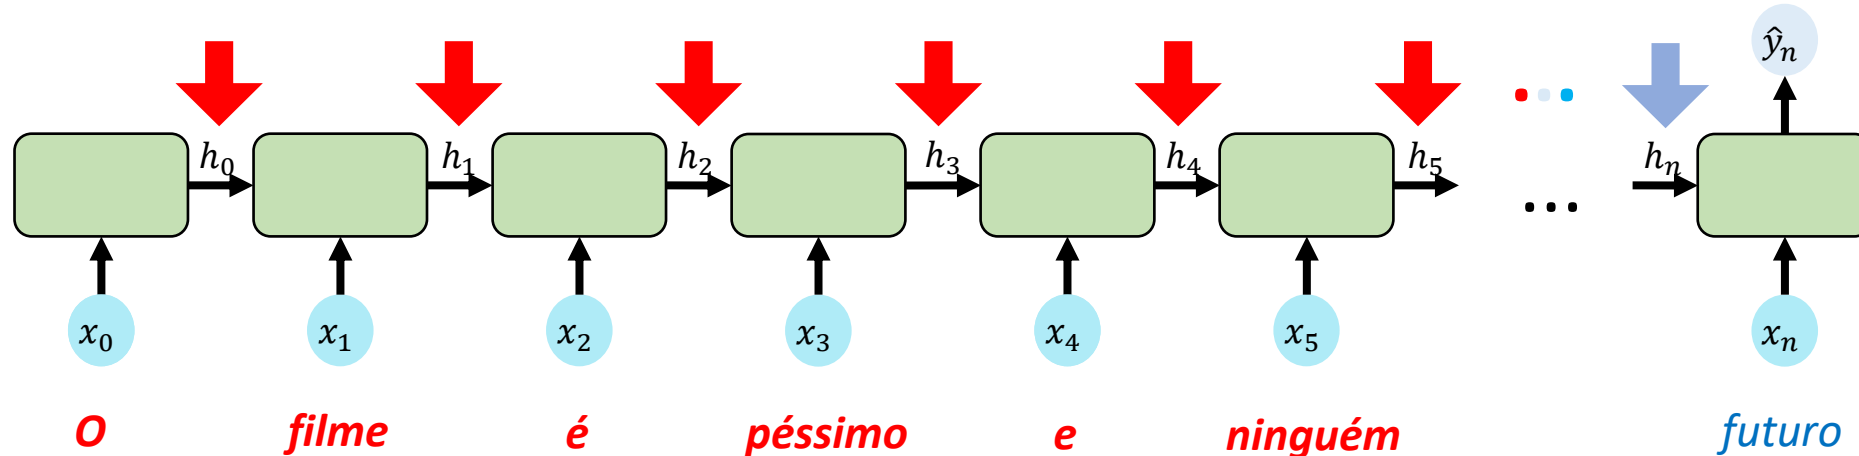 ŷₙ
h₀ h₁ h₂ h₃ h₄ h₅ ... hₙ
...
x₀ x₁ x₂ x₃ x₄ x₅ xₙ
O filme é péssimo e ninguém futuro